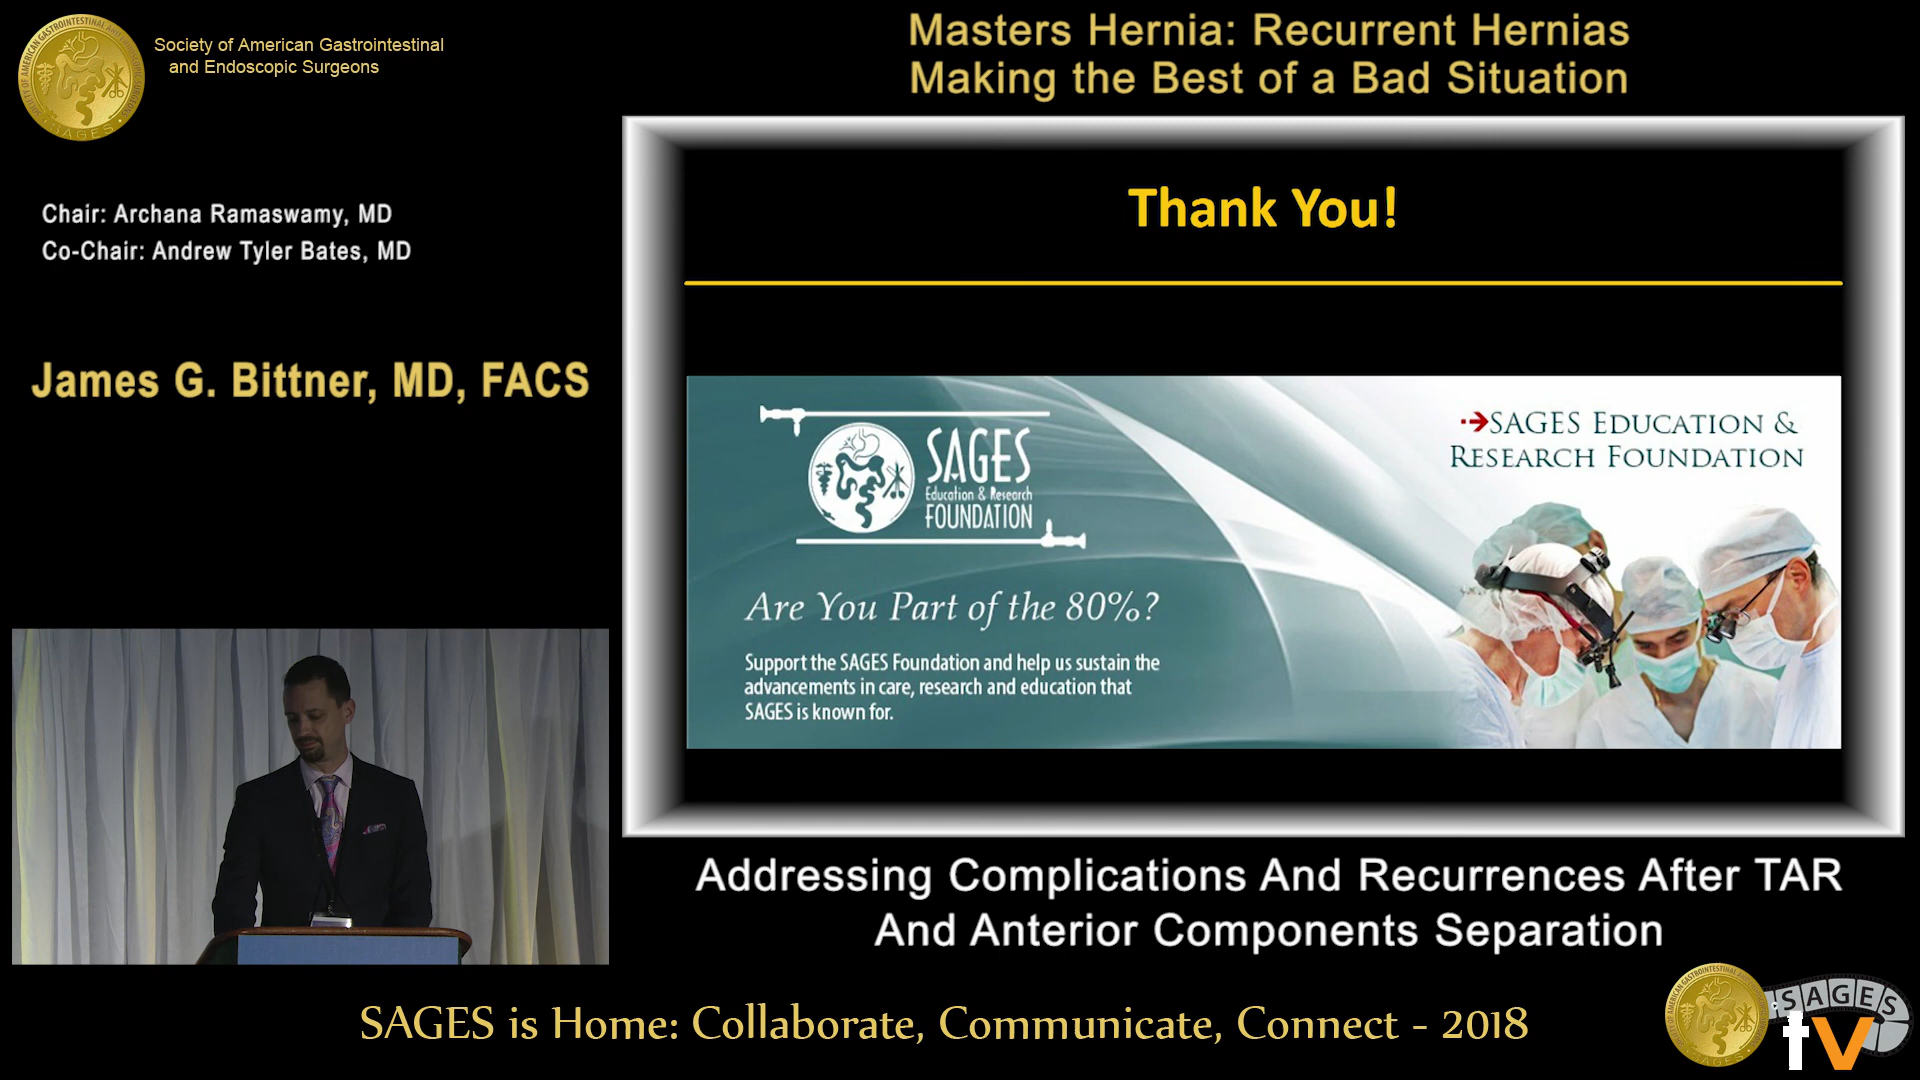 Society of American Gastrointestinal
and Endoscopic Surgeons
Masters Hernia: Recurrent Hernias
Making the Best of a Bad Situation
Chair: Archana Ramaswamy, MD
Co-Chair: Andrew Tyler Bates, MD
James G. Bittner, MD, FACS
Thank You!
SAGES
Education & Research
FOUNDATION
SAGES EDUCATION &
RESEARCH FOUNDATION
Are You Part of the 80%?
Support the SAGES Foundation and help us sustain the
advancements in care, research and education that
SAGES is known for.
Addressing Complications And Recurrences After TAR
And Anterior Components Separation
SAGES is Home: Collaborate, Communicate, Connect - 2018
SAGES
tv